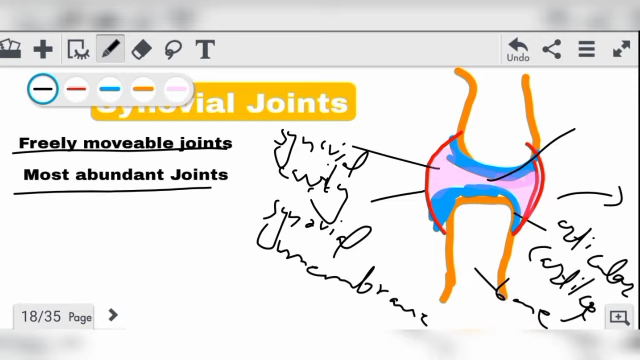 Undo
Synovial Joints
Freely moveable joints
Most abundant Joints
synovial
cavity
synovial
membrane
articular
cartilage
bone
18/35 Page